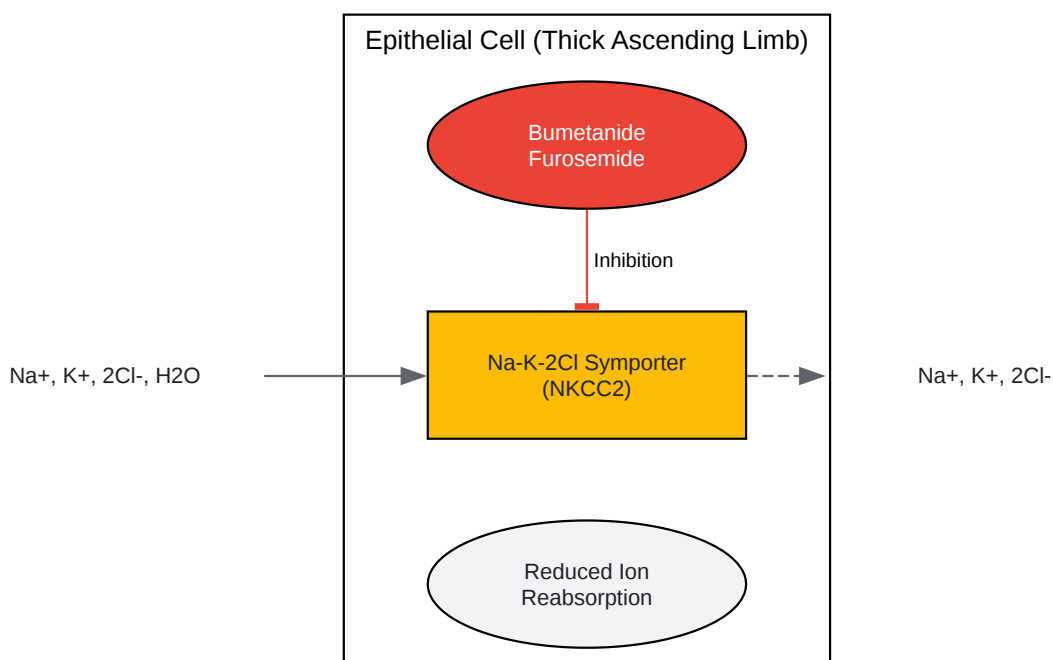 Epithelial Cell (Thick Ascending Limb)
Bumetanide
Furosemide
Inhibition
Na+, K+, 2Cl-, H2O
Na-K-2Cl Symporter
(NKCC2)
Na+, K+, 2Cl-
Reduced Ion
Reabsorption